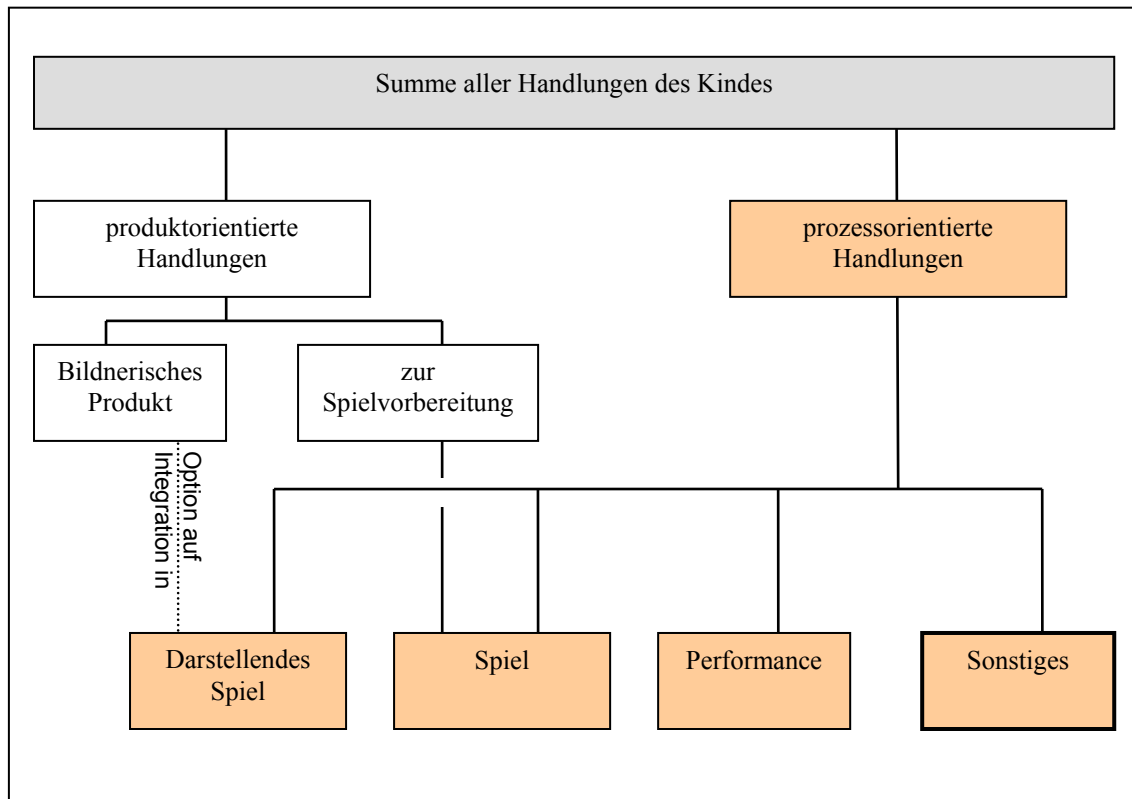 Summe aller Handlungen des Kindes
produktorientierte
Handlungen
prozessorientierte
Handlungen
Bildnerisches
Produkt
zur
Spielvorbereitung
Option auf
Integration in
Darstellendes
Spiel
Spiel
Performance
Sonstiges